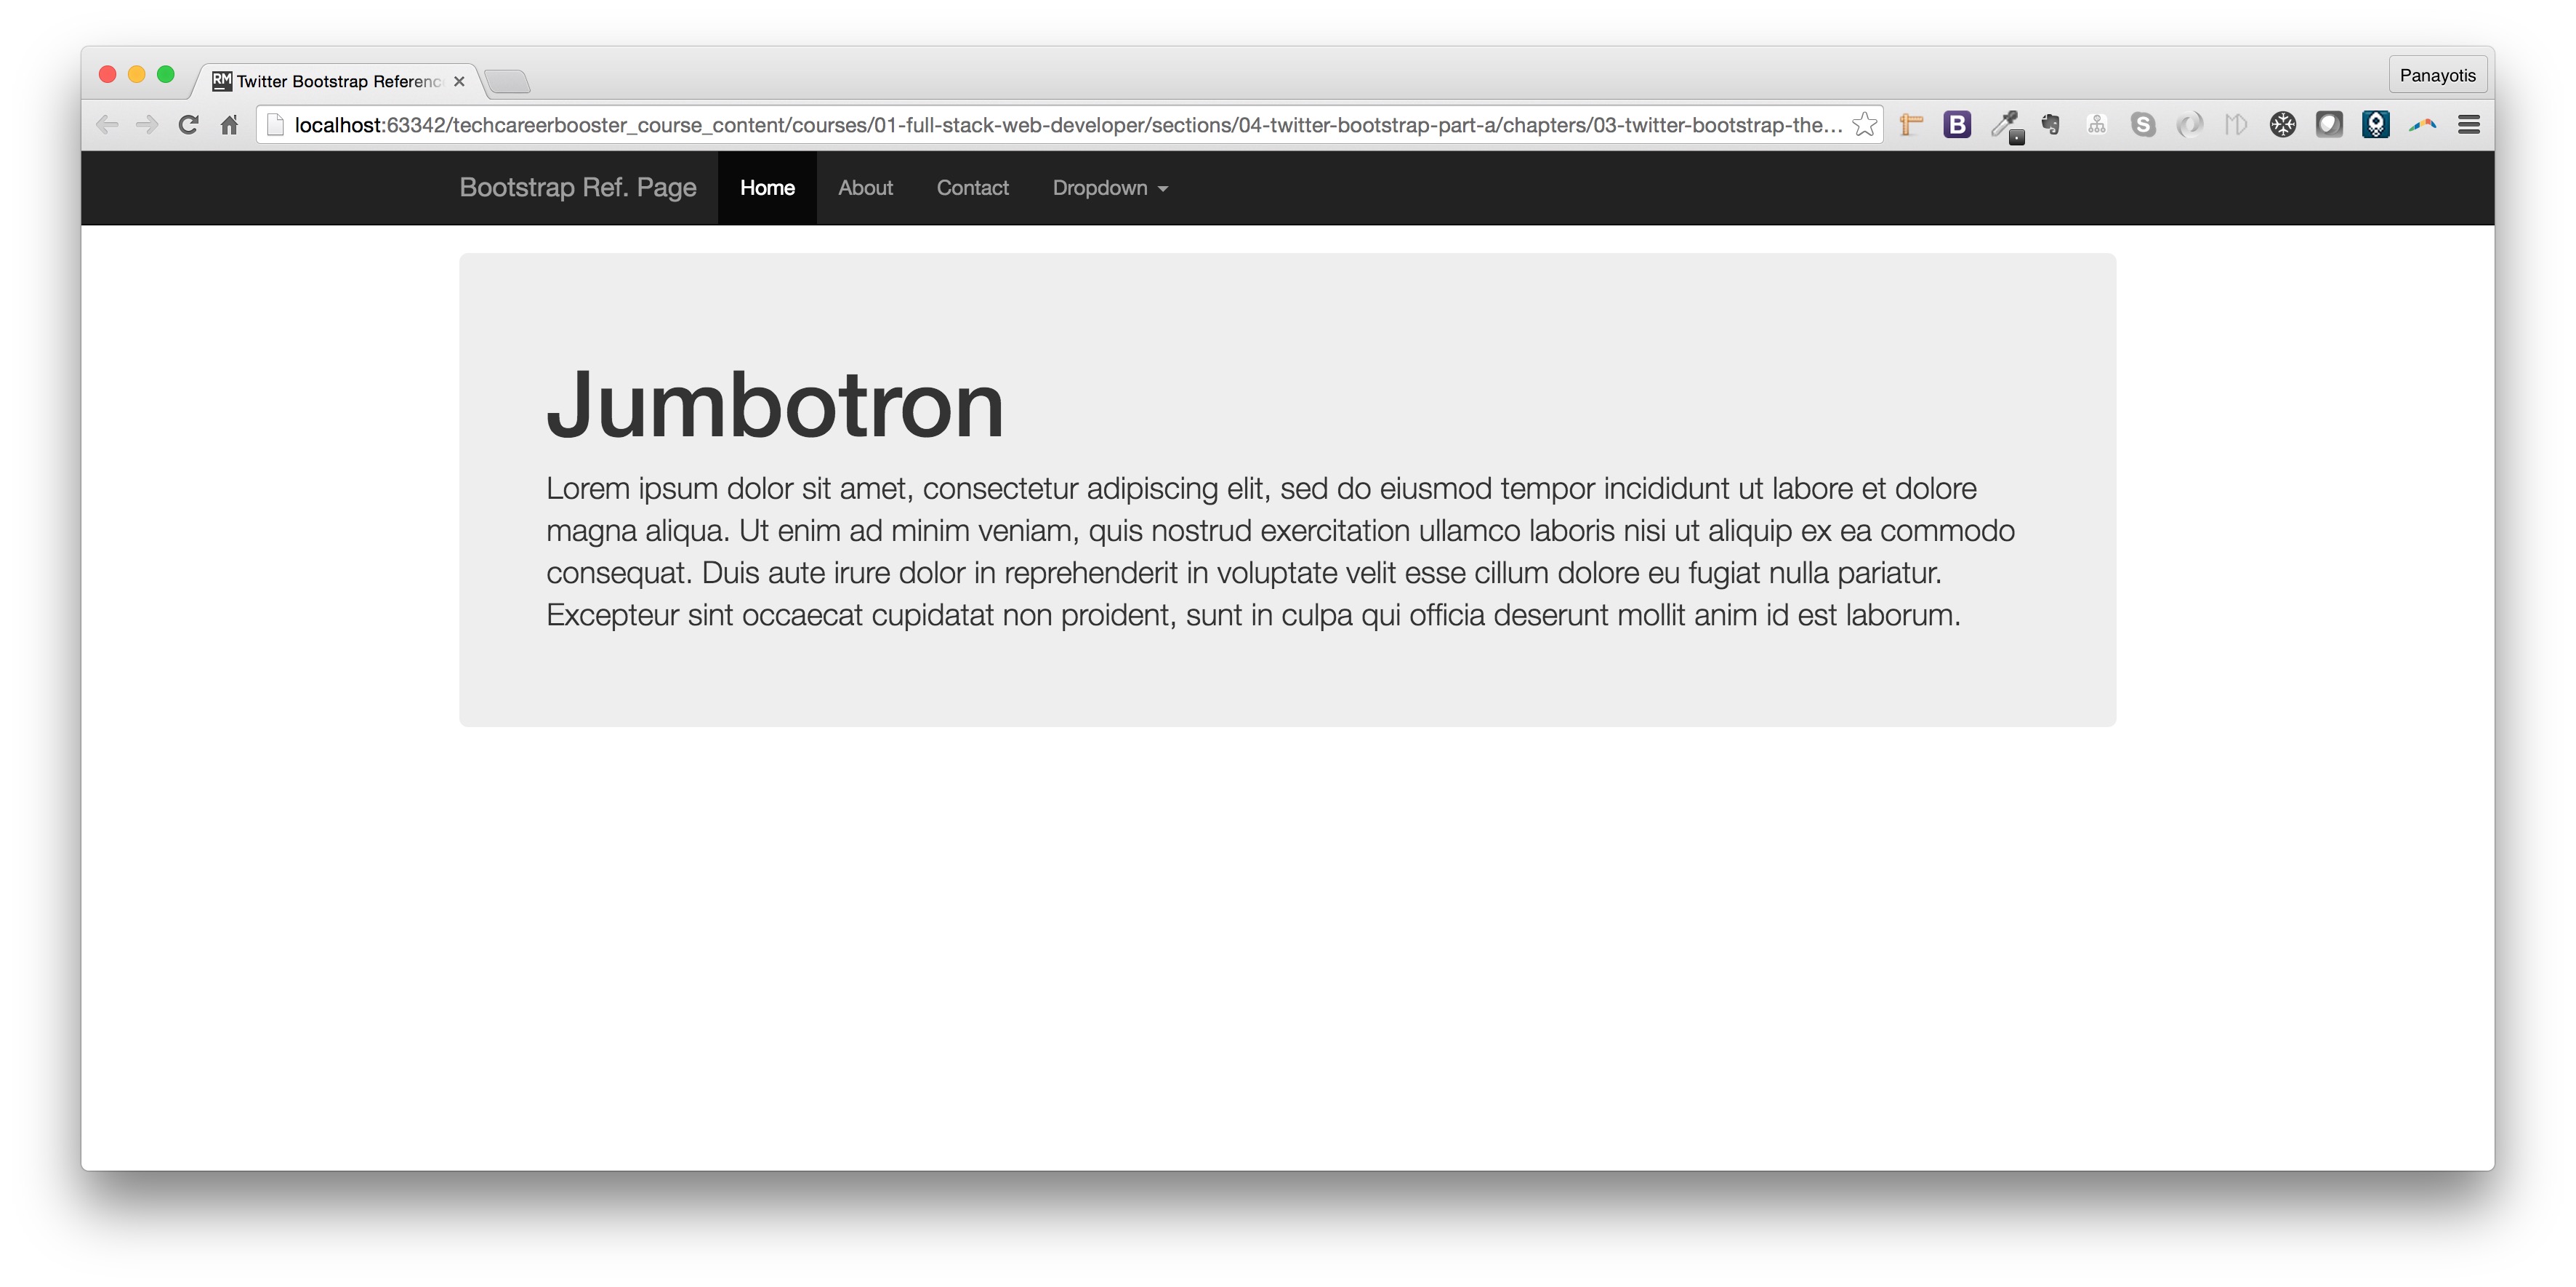 RM Twitter Bootstrap Referenc
Panayotis
localhost:63342/techcareerbooster_course_content/courses/01-full-stack-web-developer/sections/04-twitter-bootstrap-part-a/chapters/03-twitter-bootstrap-the...
B
S
Bootstrap Ref. Page Home About Contact Dropdown
Jumbotron
Lorem ipsum dolor sit amet, consectetur adipiscing elit, sed do eiusmod tempor incididunt ut labore et dolore
magna aliqua. Ut enim ad minim veniam, quis nostrud exercitation ullamco laboris nisi ut aliquip ex ea commodo
consequat. Duis aute irure dolor in reprehenderit in voluptate velit esse cillum dolore eu fugiat nulla pariatur.
Excepteur sint occaecat cupidatat non proident, sunt in culpa qui officia deserunt mollit anim id est laborum.